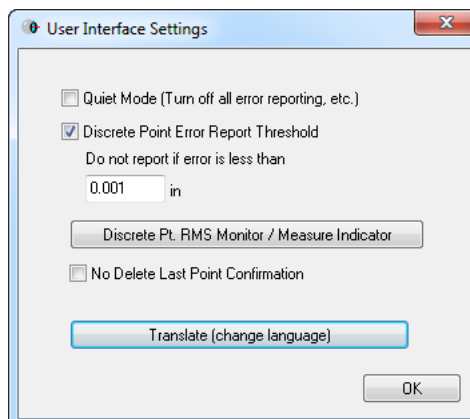 User Interface Settings
Quiet Mode (Turn off all error reporting, etc.)
Discrete Point Error Report Threshold
Do not report if error is less than
0.001 in
Discrete Pt. RMS Monitor / Measure Indicator
No Delete Last Point Confirmation
Translate (change language)
OK